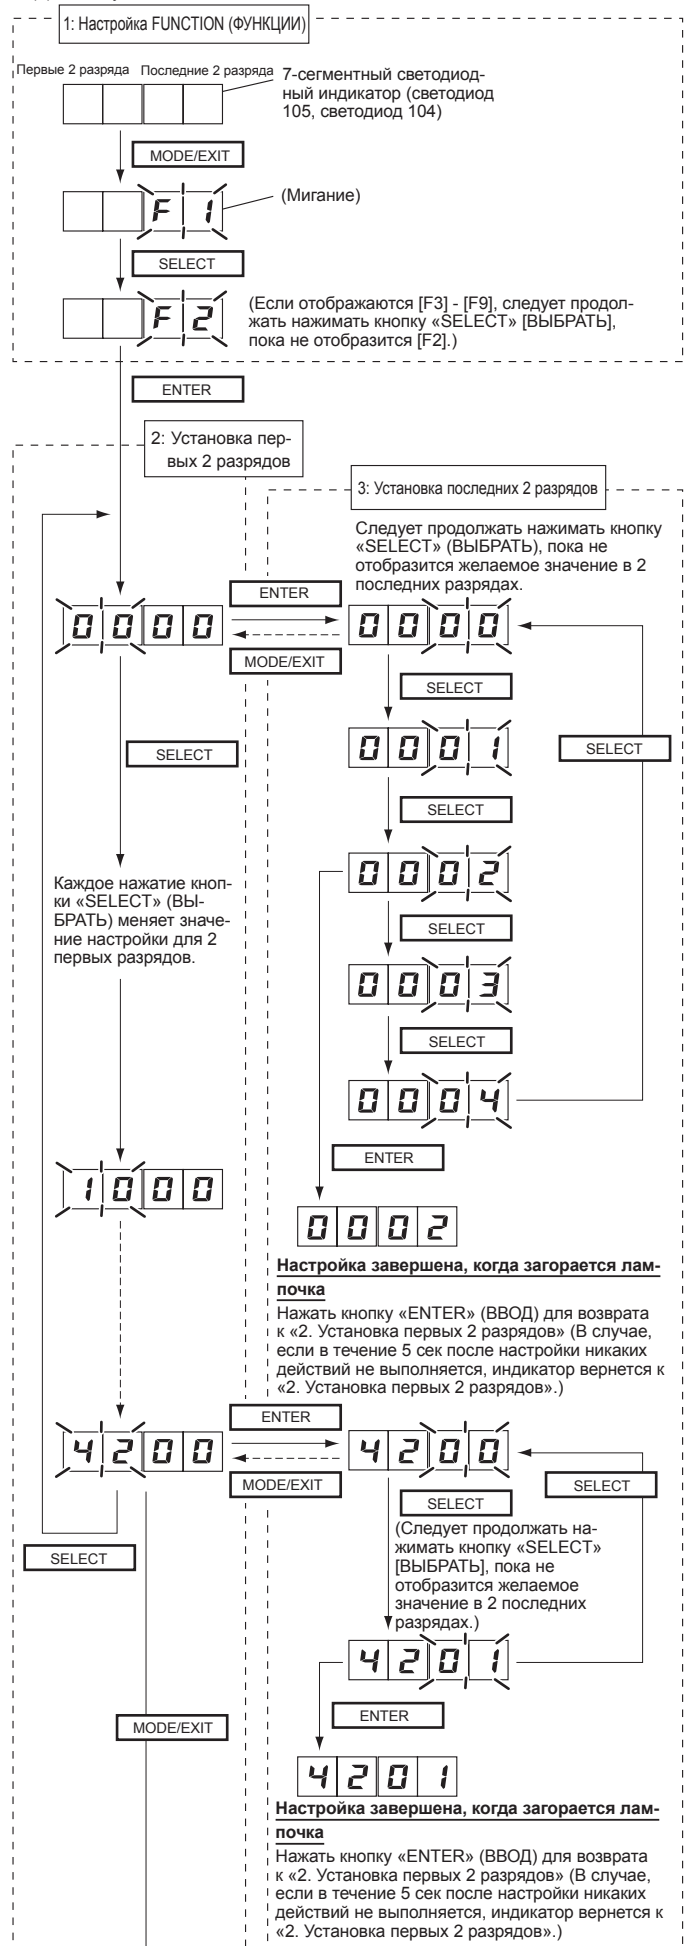 1: Настройка FUNCTION (ФУНКЦИИ)
Первые 2 разряда Последние 2 разряда
7-сегментный светодиод-
ный индикатор (светодиод
105, светодиод 104)
MODE/EXIT
F 1
(Мигание)
SELECT
F 2
(Если отображаются [F3] - [F9], следует продол-
жать нажимать кнопку «SELECT» [ВЫБРАТЬ],
пока не отобразится [F2].)
ENTER
2: Установка пер-
вых 2 разрядов
3: Установка последних 2 разрядов
Следует продолжать нажимать кнопку
«SELECT» (ВЫБРАТЬ), пока не
отобразится желаемое значение в 2
последних разрядах.
ENTER
0 0 0 0
0 0 0 0
MODE/EXIT
SELECT
SELECT
0 0 0 1
SELECT
SELECT
0 0 0 2
Каждое нажатие кноп-
ки «SELECT» (ВЫ-
БРАТЬ) меняет значе-
ние настройки для 2
первых разрядов.
SELECT
0 0 0 3
SELECT
0 0 0 4
ENTER
1 0 0 0
0 0 0 2
Настройка завершена, когда загорается лам-
почка
Нажать кнопку «ENTER» (ВВОД) для возврата
к «2. Установка первых 2 разрядов» (В случае,
если в течение 5 сек после настройки никаких
действий не выполняется, индикатор вернется к
«2. Установка первых 2 разрядов».)
ENTER
4 2 0 0
4 2 0 0
MODE/EXIT
SELECT
SELECT
(Следует продолжать на-
жимать кнопку «SELECT»
[ВЫБРАТЬ], пока не
отобразится желаемое
значение в 2 последних
разрядах.)
SELECT
4 2 0 1
ENTER
MODE/EXIT
4 2 0 1
Настройка завершена, когда загорается лам-
почка
Нажать кнопку «ENTER» (ВВОД) для возврата
к «2. Установка первых 2 разрядов» (В случае,
если в течение 5 сек после настройки никаких
действий не выполняется, индикатор вернется к
«2. Установка первых 2 разрядов».)